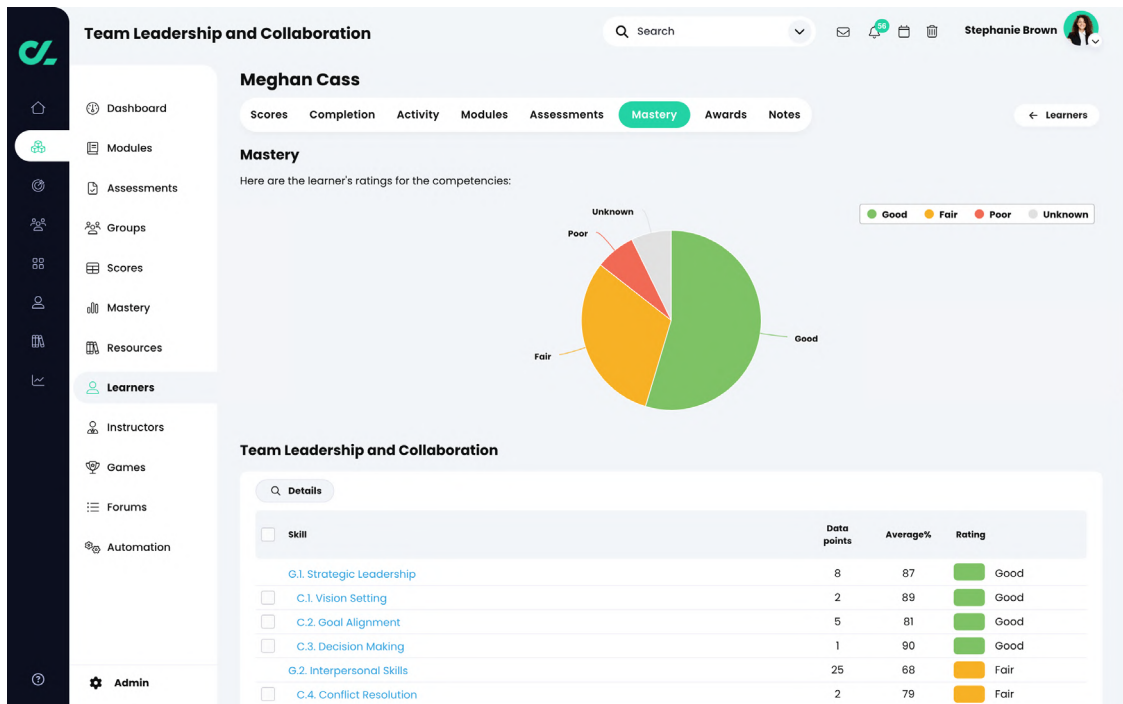 Team Leadership and Collaboration
Search
56
Stephanie Brown
Dashboard
Modules
Assessments
Groups
Scores
Mastery
Resources
Learners
Instructors
Games
Forums
Automation
Admin
Meghan Cass
Scores Completion Activity Modules Assessments Mastery Awards Notes
← Learners
Mastery
Here are the learner's ratings for the competencies:
Good Fair Poor Unknown
Unknown
Poor
Good
Fair
Team Leadership and Collaboration
Details
Skill Data points Average% Rating
G.1. Strategic Leadership 8 87 Good
C.1. Vision Setting 2 89 Good
C.2. Goal Alignment 5 81 Good
C.3. Decision Making 1 90 Good
G.2. Interpersonal Skills 25 68 Fair
C.4. Conflict Resolution 2 79 Fair